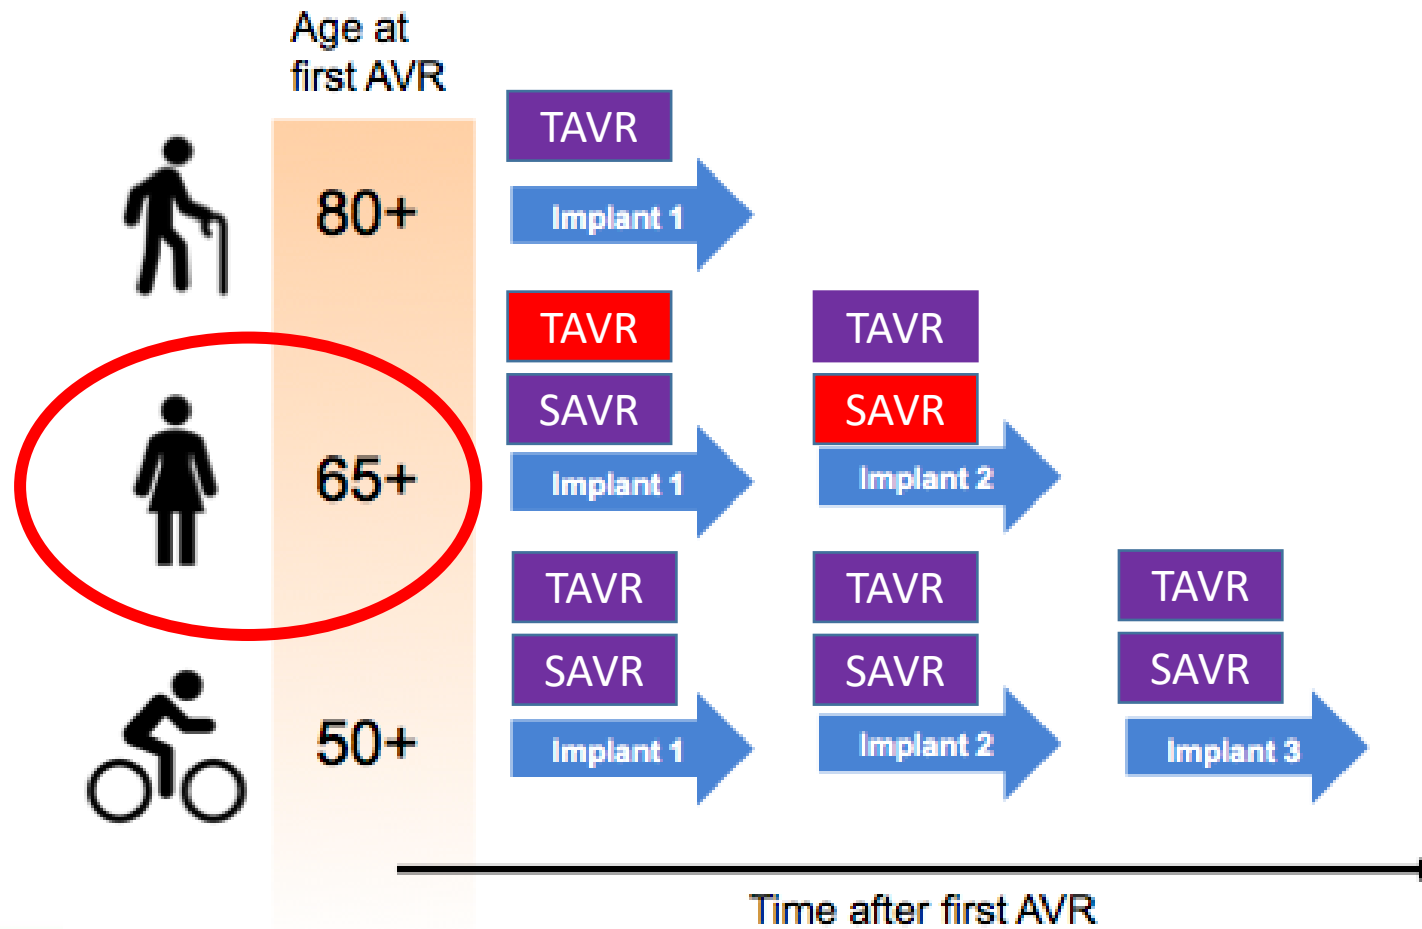 Age at
first AVR
TAVR
80+
Implant 1
TAVR
TAVR
SAVR
SAVR
65+
Implant 1
Implant 2
TAVR
TAVR
TAVR
SAVR
SAVR
SAVR
50+
Implant 1
Implant 2
Implant 3
Time after first AVR